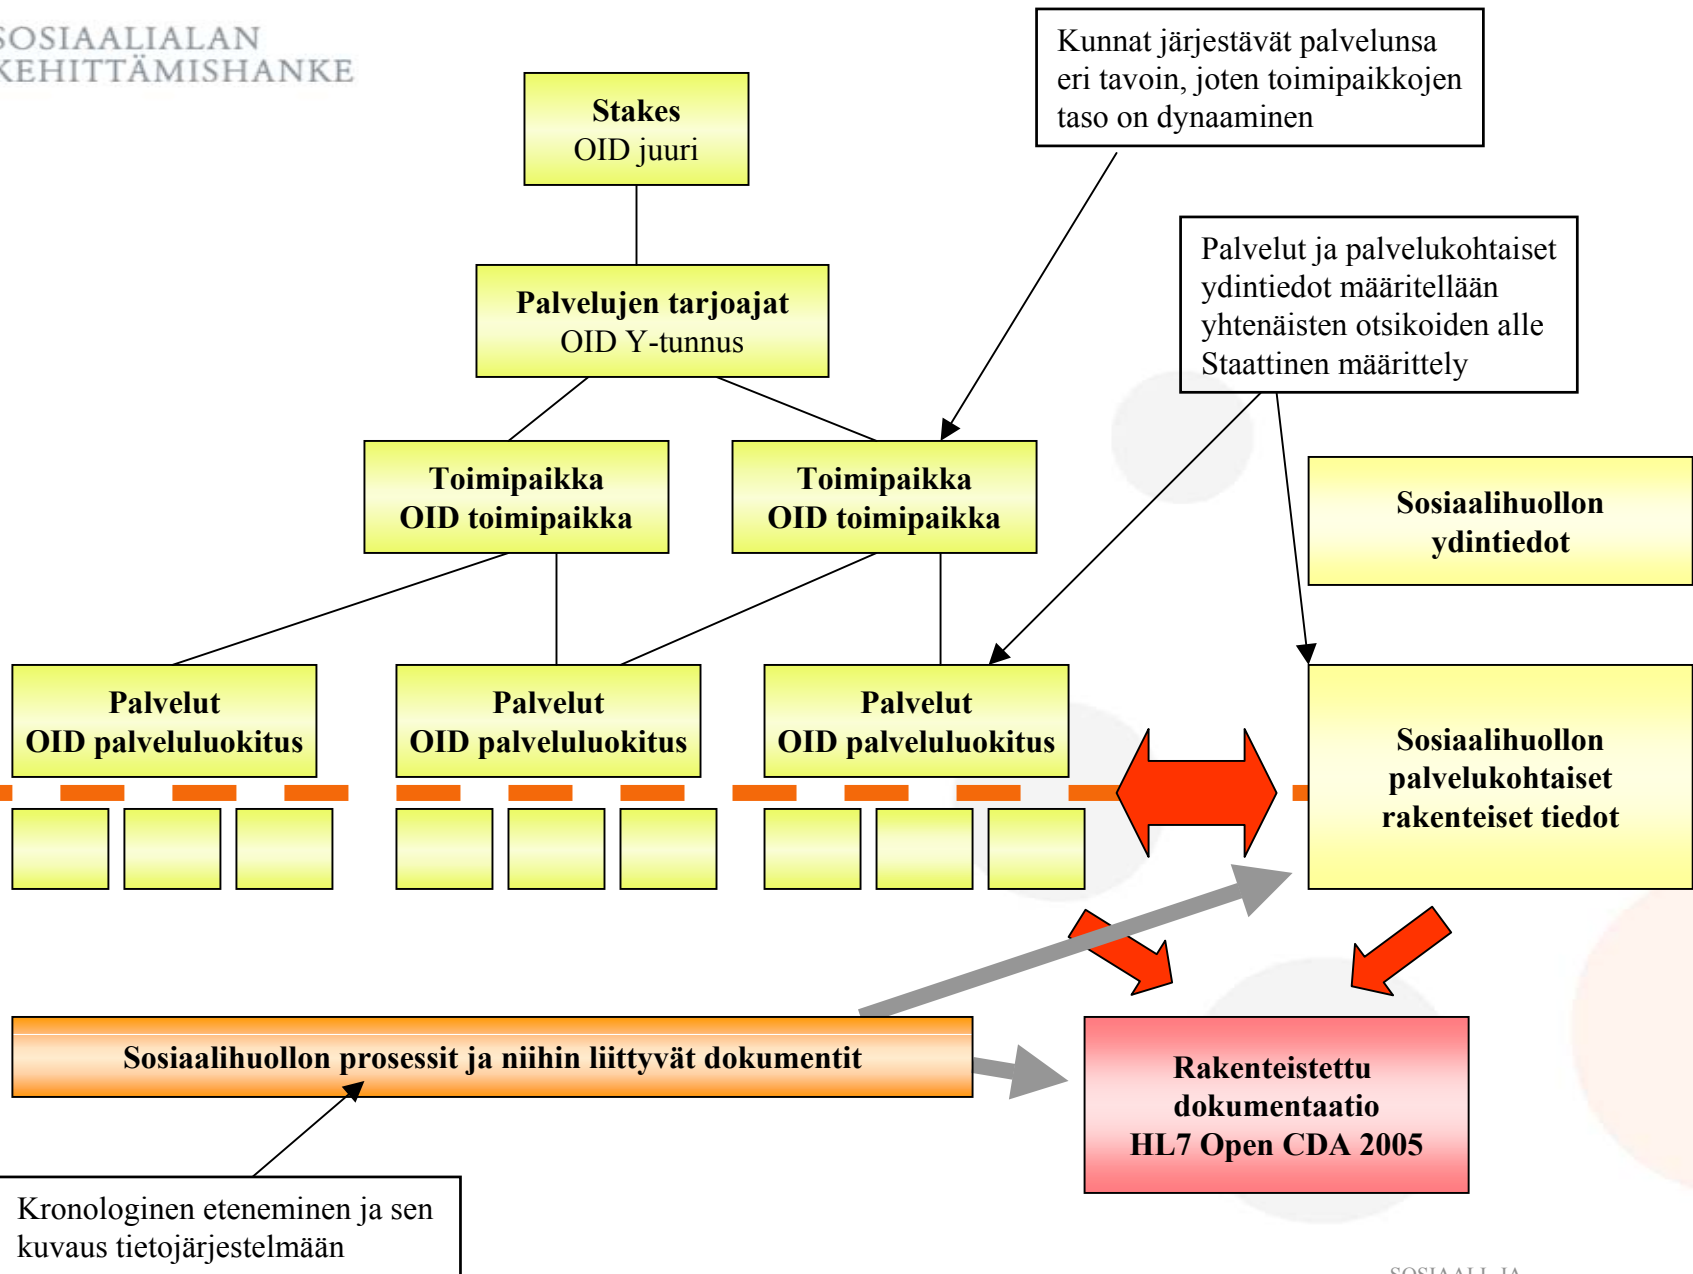 SOSIAALIALAN
KEHITTÄMISHANKE
Kunnat järjestävät palvelunsa
eri tavoin, joten toimipaikkojen
taso on dynaaminen
Stakes
OID juuri
Palvelut ja palvelukohtaiset
ydintiedot määritellään
yhtenäisten otsikoiden alle
Staattinen määrittely
Palvelujen tarjoajat
OID Y-tunnus
Toimipaikka
OID toimipaikka
Toimipaikka
OID toimipaikka
Sosiaalihuollon
ydintiedot
Palvelut
OID palveluluokitus
Palvelut
OID palveluluokitus
Palvelut
OID palveluluokitus
Sosiaalihuollon
palvelukohtaiset
rakenteiset tiedot
Sosiaalihuollon prosessit ja niihin liittyvät dokumentit
Rakenteistettu
dokumentaatio
HL7 Open CDA 2005
Kronologinen eteneminen ja sen
kuvaus tietojärjestelmään